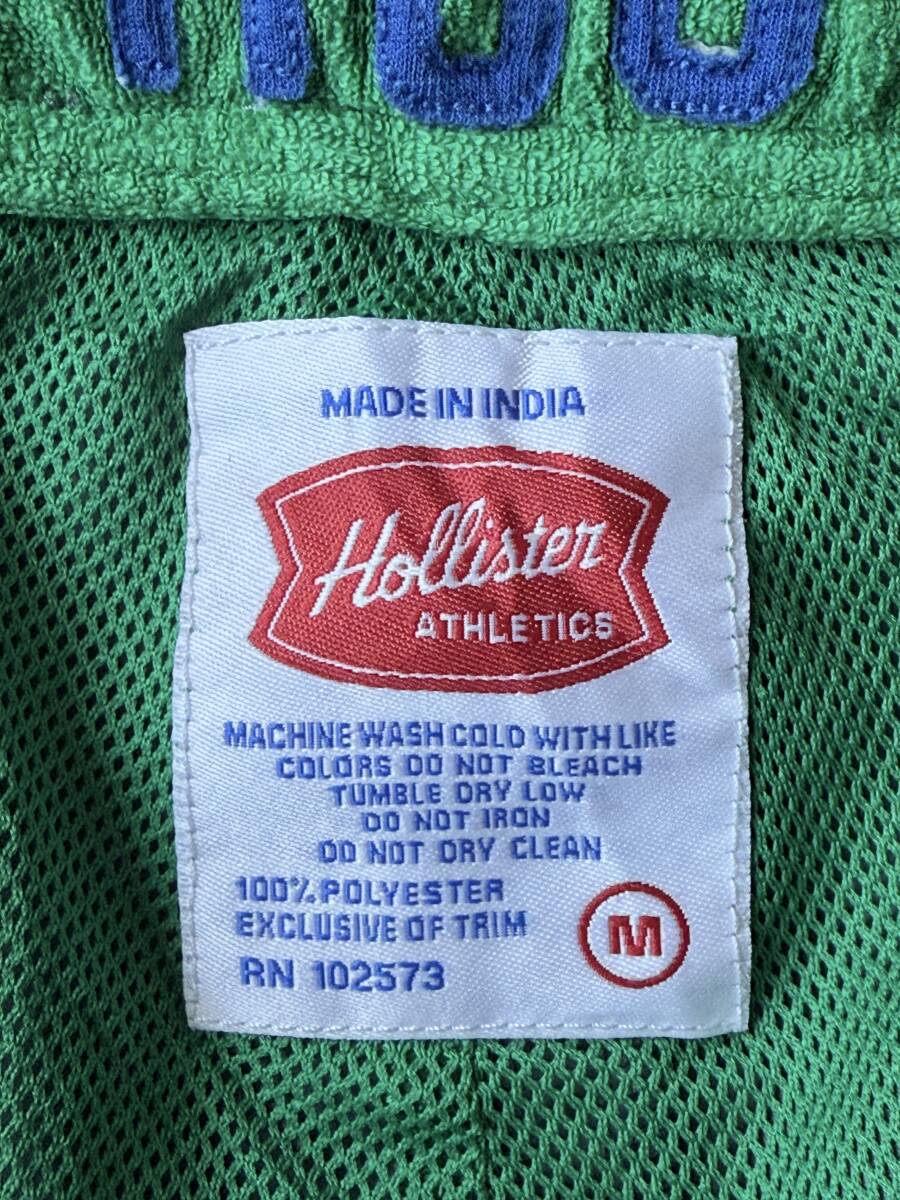 MADE IN INDIA
Hollister
ATHLETICS
MACHINE WASH COLD WITH LIKE
COLORS DO NOT BLEACH
TUMBLE DRY LOW
DO NOT IRON
DO NOT DRY CLEAN
100% POLYESTER
EXCLUSIVE OF TRIM
M
RN 102573